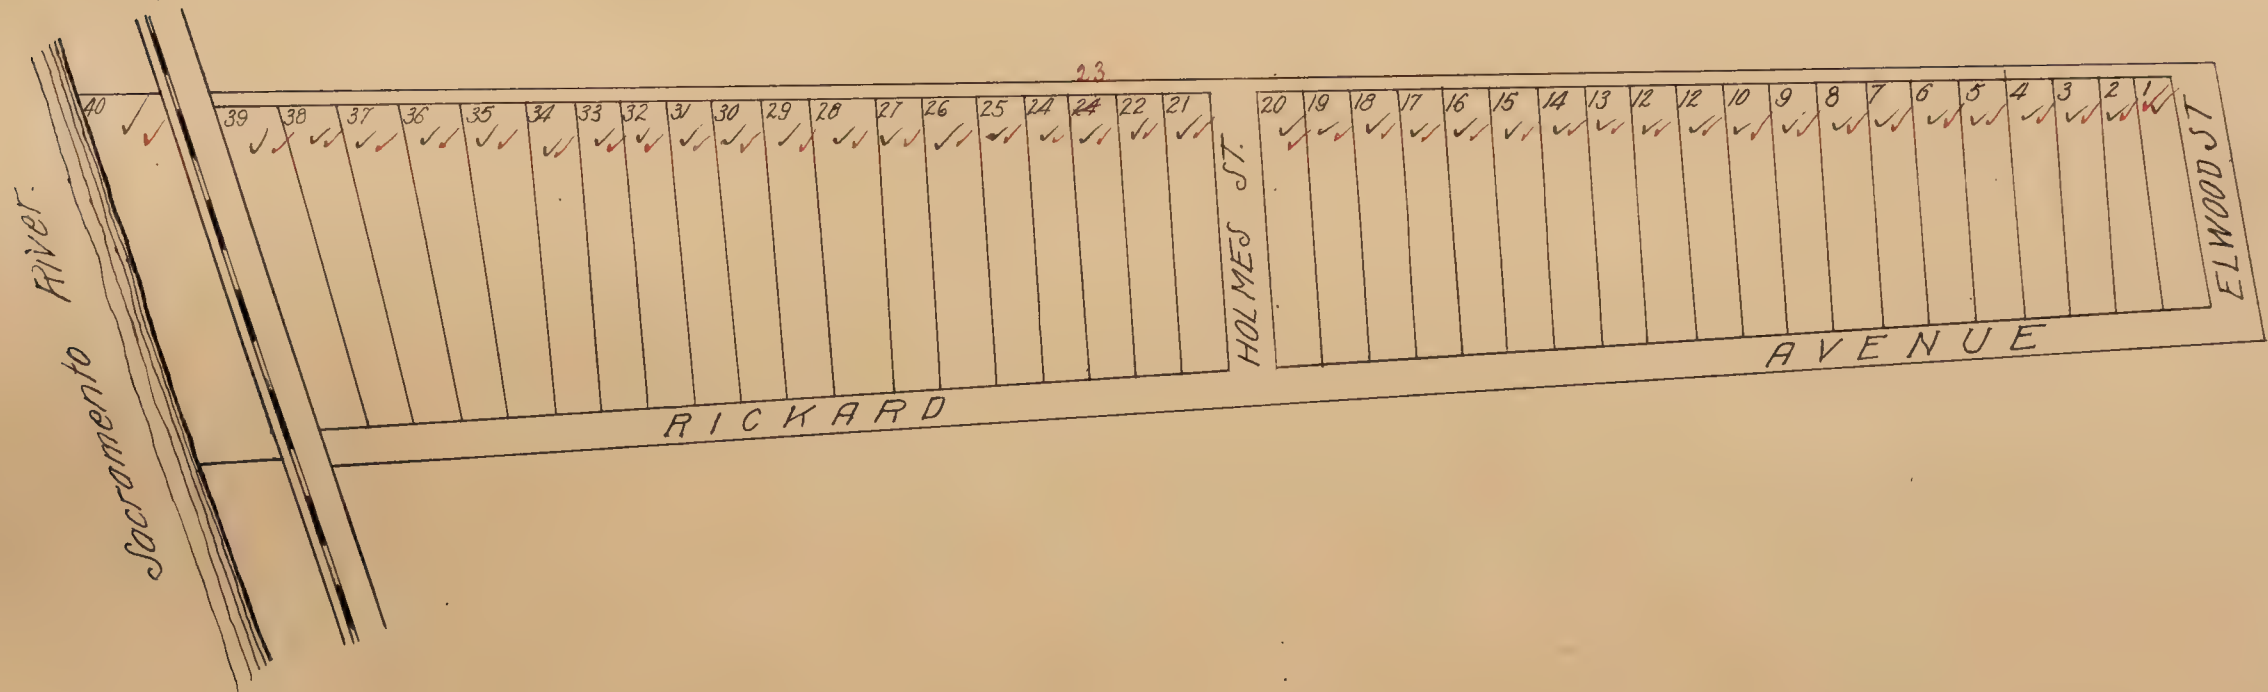 23
40 39 38 37 36 35 34 33 32 31 30 29 28 27 26 25 24 24 22 21 20 19 18 17 16 15 14 13 12 12 10 9 8 7 6 5 4 3 2 1
Sacramento River.
HOLMES ST.
ELWOOD ST
RICKARD AVENUE